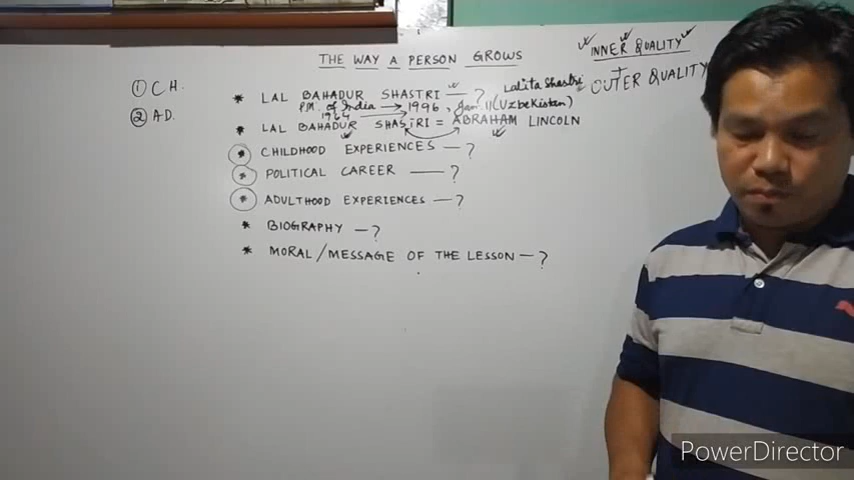 THE WAY A PERSON GROWS
INNER QUALITY
+
OUTER QUALITY
① CH.
② AD.
* LAL BAHADUR SHASTRI — ? Lalita Shastri
P.M. of India → 1996, Jan 11 (Uzbekistan)
1964
* LAL BAHADUR SHASTRI = ABRAHAM LINCOLN
* CHILDHOOD EXPERIENCES — ?
* POLITICAL CAREER — ?
* ADULTHOOD EXPERIENCES — ?
* BIOGRAPHY — ?
* MORAL/MESSAGE OF THE LESSON — ?
PowerDirector